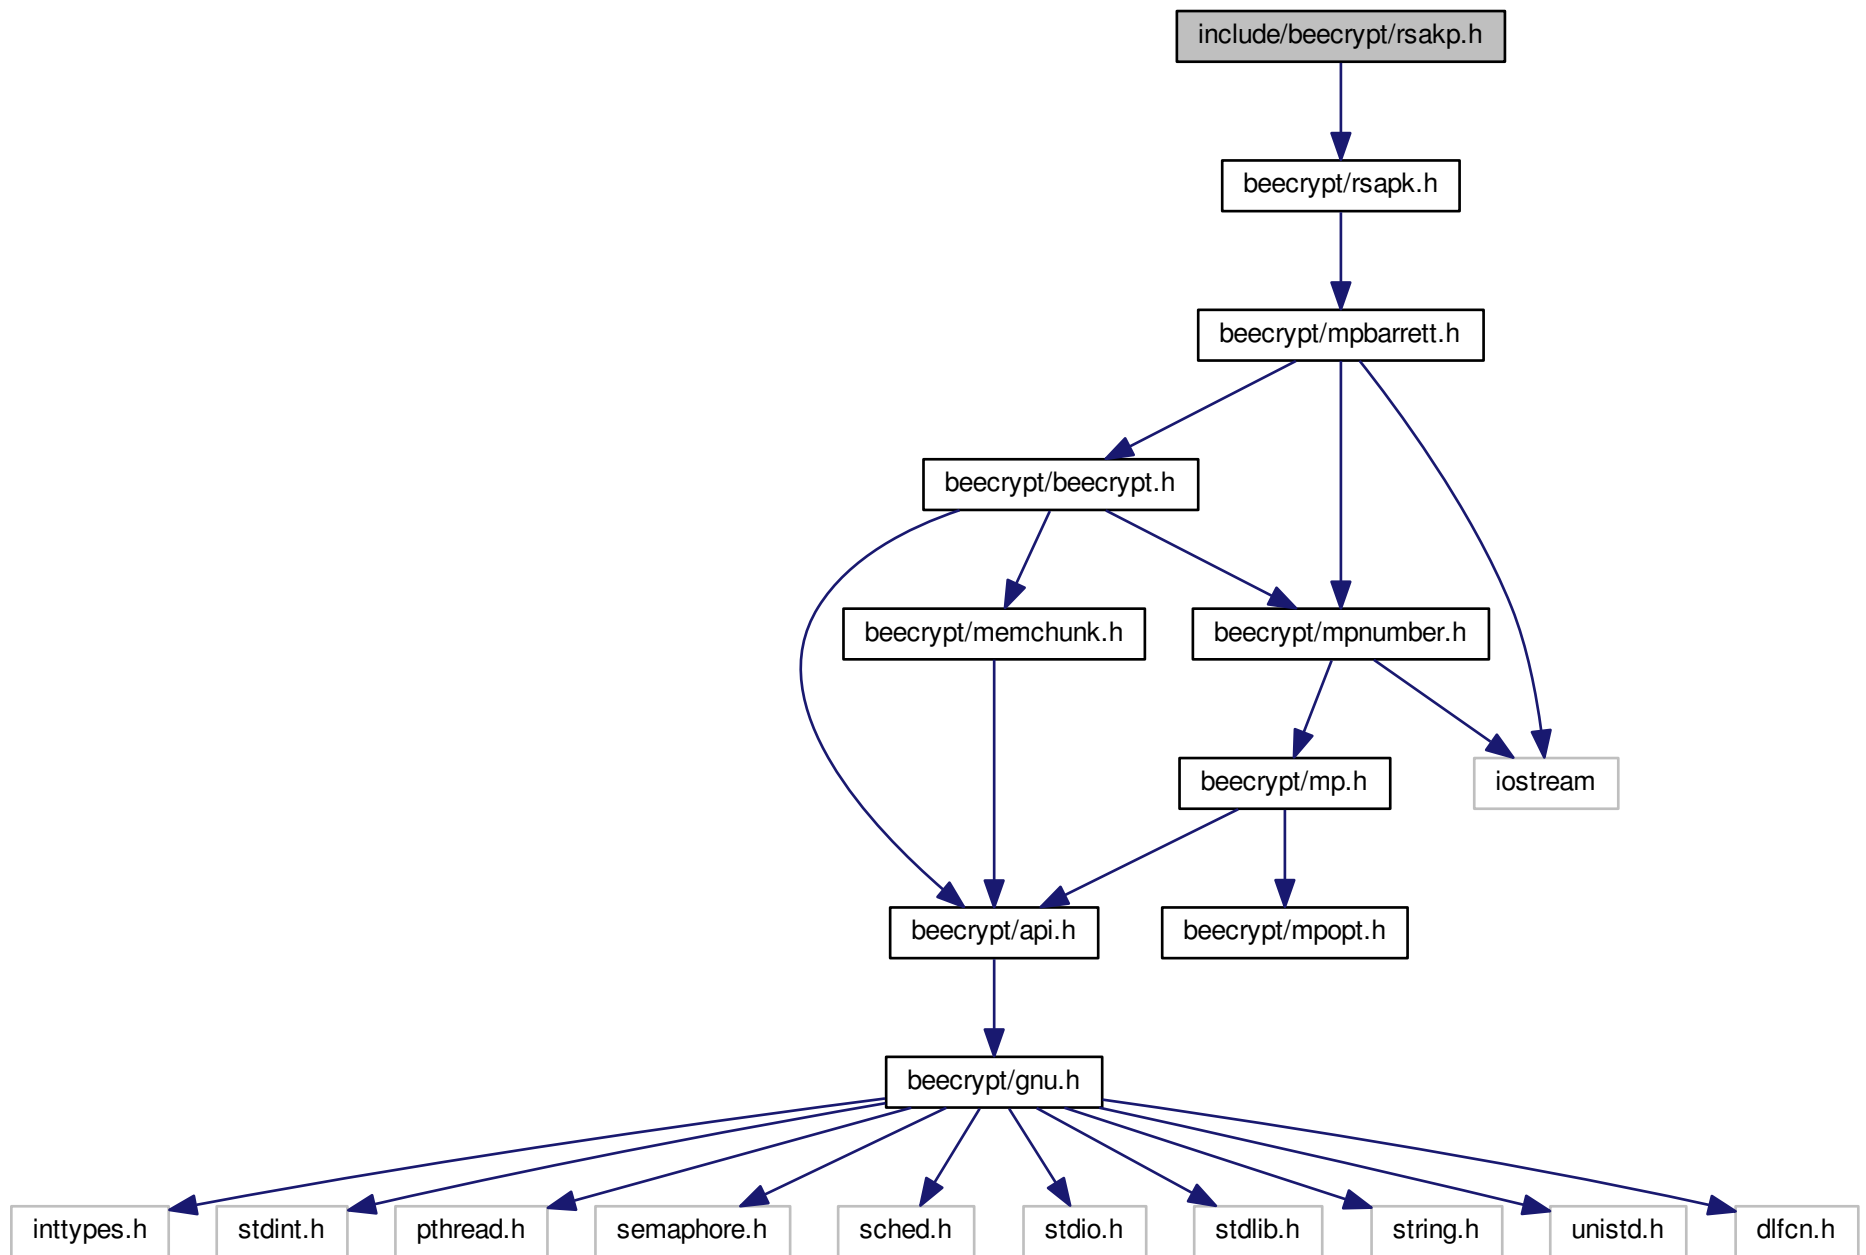 include/beecrypt/rsakp.h
beecrypt/rsapk.h
beecrypt/mpbarrett.h
beecrypt/beecrypt.h
beecrypt/memchunk.h
beecrypt/mpnumber.h
beecrypt/mp.h
iostream
beecrypt/api.h
beecrypt/mpopt.h
beecrypt/gnu.h
inttypes.h
stdint.h
pthread.h
semaphore.h
sched.h
stdio.h
stdlib.h
string.h
unistd.h
dlfcn.h